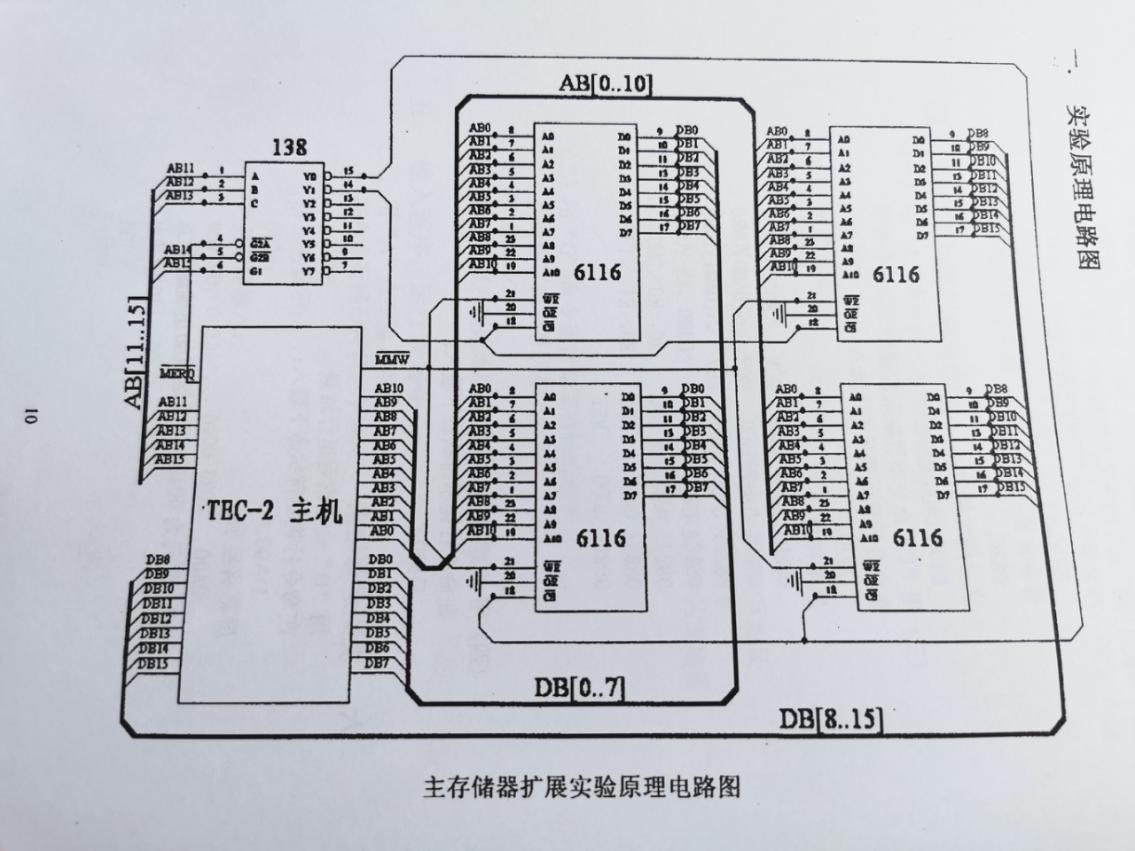 一. 实验原理电路图
10
AB[0..10]
138
AB11 1 A Y0 15
AB12 2 B Y1 14
AB13 3 C Y2 13
Y3 12
Y4 11
4 G2A Y5 10
AB14 5 G2B Y6 9
AB15 6 G1 Y7 7
AB[11..15]
AB0 8 A0 D0 9 DB0
AB1 7 A1 D1 10 DB1
AB2 6 A2 D2 11 DB2
AB3 5 A3 D3 13 DB3
AB4 4 A4 D4 14 DB4
AB5 3 A5 D5 15 DB5
AB6 2 A6 D6 16 DB6
AB7 1 A7 D7 17 DB7
AB8 23 A8
AB9 22 A9
AB10 19 A10
6116
21 WE
20 OE
18 CS
AB0 8 A0 D0 9 DB8
AB1 7 A1 D1 10 DB9
AB2 6 A2 D2 11 DB10
AB3 5 A3 D3 13 DB11
AB4 4 A4 D4 14 DB12
AB5 3 A5 D5 15 DB13
AB6 2 A6 D6 16 DB14
AB7 1 A7 D7 17 DB15
AB8 23 A8
AB9 22 A9
AB10 19 A10
6116
21 WE
20 OE
18 CS
MERQ
MMW
AB11
AB12
AB13
AB14
AB15
AB10
AB9
AB8
AB7
AB6
AB5
AB4
AB3
AB2
AB1
AB0
TEC-2 主机
DB8
DB9
DB10
DB11
DB12
DB13
DB14
DB15
DB0
DB1
DB2
DB3
DB4
DB5
DB6
DB7
AB0 8 A0 D0 9 DB0
AB1 7 A1 D1 10 DB1
AB2 6 A2 D2 11 DB2
AB3 5 A3 D3 13 DB3
AB4 4 A4 D4 14 DB4
AB5 3 A5 D5 15 DB5
AB6 2 A6 D6 16 DB6
AB7 1 A7 D7 17 DB7
AB8 23 A8
AB9 22 A9
AB10 19 A10
6116
21 WE
20 OE
18 CS
AB0 8 A0 D0 9 DB8
AB1 7 A1 D1 10 DB9
AB2 6 A2 D2 11 DB10
AB3 5 A3 D3 13 DB11
AB4 4 A4 D4 14 DB12
AB5 3 A5 D5 15 DB13
AB6 2 A6 D6 16 DB14
AB7 1 A7 D7 17 DB15
AB8 23 A8
AB9 22 A9
AB10 19 A10
6116
21 WE
20 OE
18 CS
DB[0..7]
DB[8..15]
主存储器扩展实验原理电路图